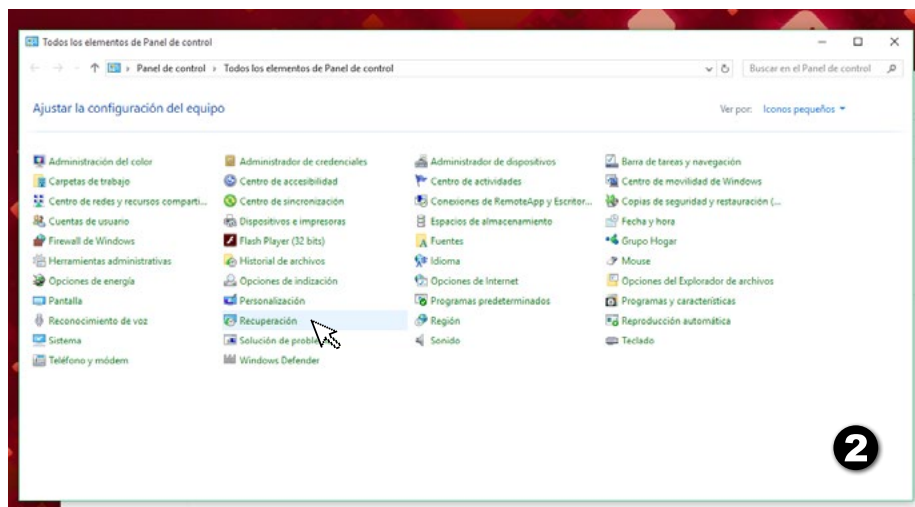 Todos los elementos de Panel de control
Panel de control › Todos los elementos de Panel de control
Buscar en el Panel de control
Ajustar la configuración del equipo
Ver por: Iconos pequeños
Administración del color
Administrador de credenciales
Administrador de dispositivos
Barra de tareas y navegación
Carpetas de trabajo
Centro de accesibilidad
Centro de actividades
Centro de movilidad de Windows
Centro de redes y recursos comparti...
Centro de sincronización
Conexiones de RemoteApp y Escritor...
Copias de seguridad y restauración (...
Cuentas de usuario
Dispositivos e impresoras
Espacios de almacenamiento
Fecha y hora
Firewall de Windows
Flash Player (32 bits)
Fuentes
Grupo Hogar
Herramientas administrativas
Historial de archivos
Idioma
Mouse
Opciones de energía
Opciones de indización
Opciones de Internet
Opciones del Explorador de archivos
Pantalla
Personalización
Programas predeterminados
Programas y características
Reconocimiento de voz
Recuperación
Región
Reproducción automática
Sistema
Solución de
Sonido
Teclado
Teléfono y módem
Windows Defender
2